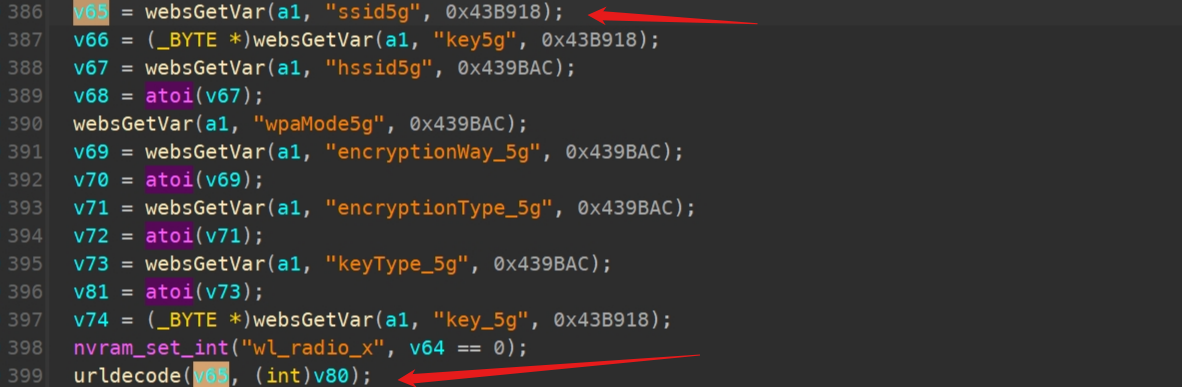 386 v65 = websGetVar(a1, "ssid5g", 0x43B918);
387 v66 = (_BYTE *)websGetVar(a1, "key5g", 0x43B918);
388 v67 = websGetVar(a1, "hssid5g", 0x439BAC);
389 v68 = atoi(v67);
390 websGetVar(a1, "wpaMode5g", 0x439BAC);
391 v69 = websGetVar(a1, "encryptionWay_5g", 0x439BAC);
392 v70 = atoi(v69);
393 v71 = websGetVar(a1, "encryptionType_5g", 0x439BAC);
394 v72 = atoi(v71);
395 v73 = websGetVar(a1, "keyType_5g", 0x439BAC);
396 v81 = atoi(v73);
397 v74 = (_BYTE *)websGetVar(a1, "key_5g", 0x43B918);
398 nvram_set_int("wl_radio_x", v64 == 0);
399 urldecode(v65, (int)v80);